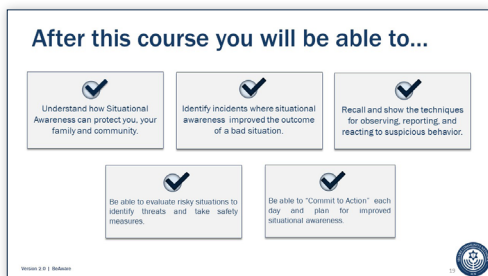 After this course you will be able to...
Understand how Situational
Awareness can protect you, your
family and community.
Identify incidents where situational
awareness improved the outcome
of a bad situation.
Recall and show the techniques
for observing, reporting, and
reacting to suspicious behavior.
Be able to evaluate risky situations to
identify threats and take safety
measures.
Be able to "Commit to Action" each
day and plan for improved
situational awareness.
Version 2.0 | BeAware
19